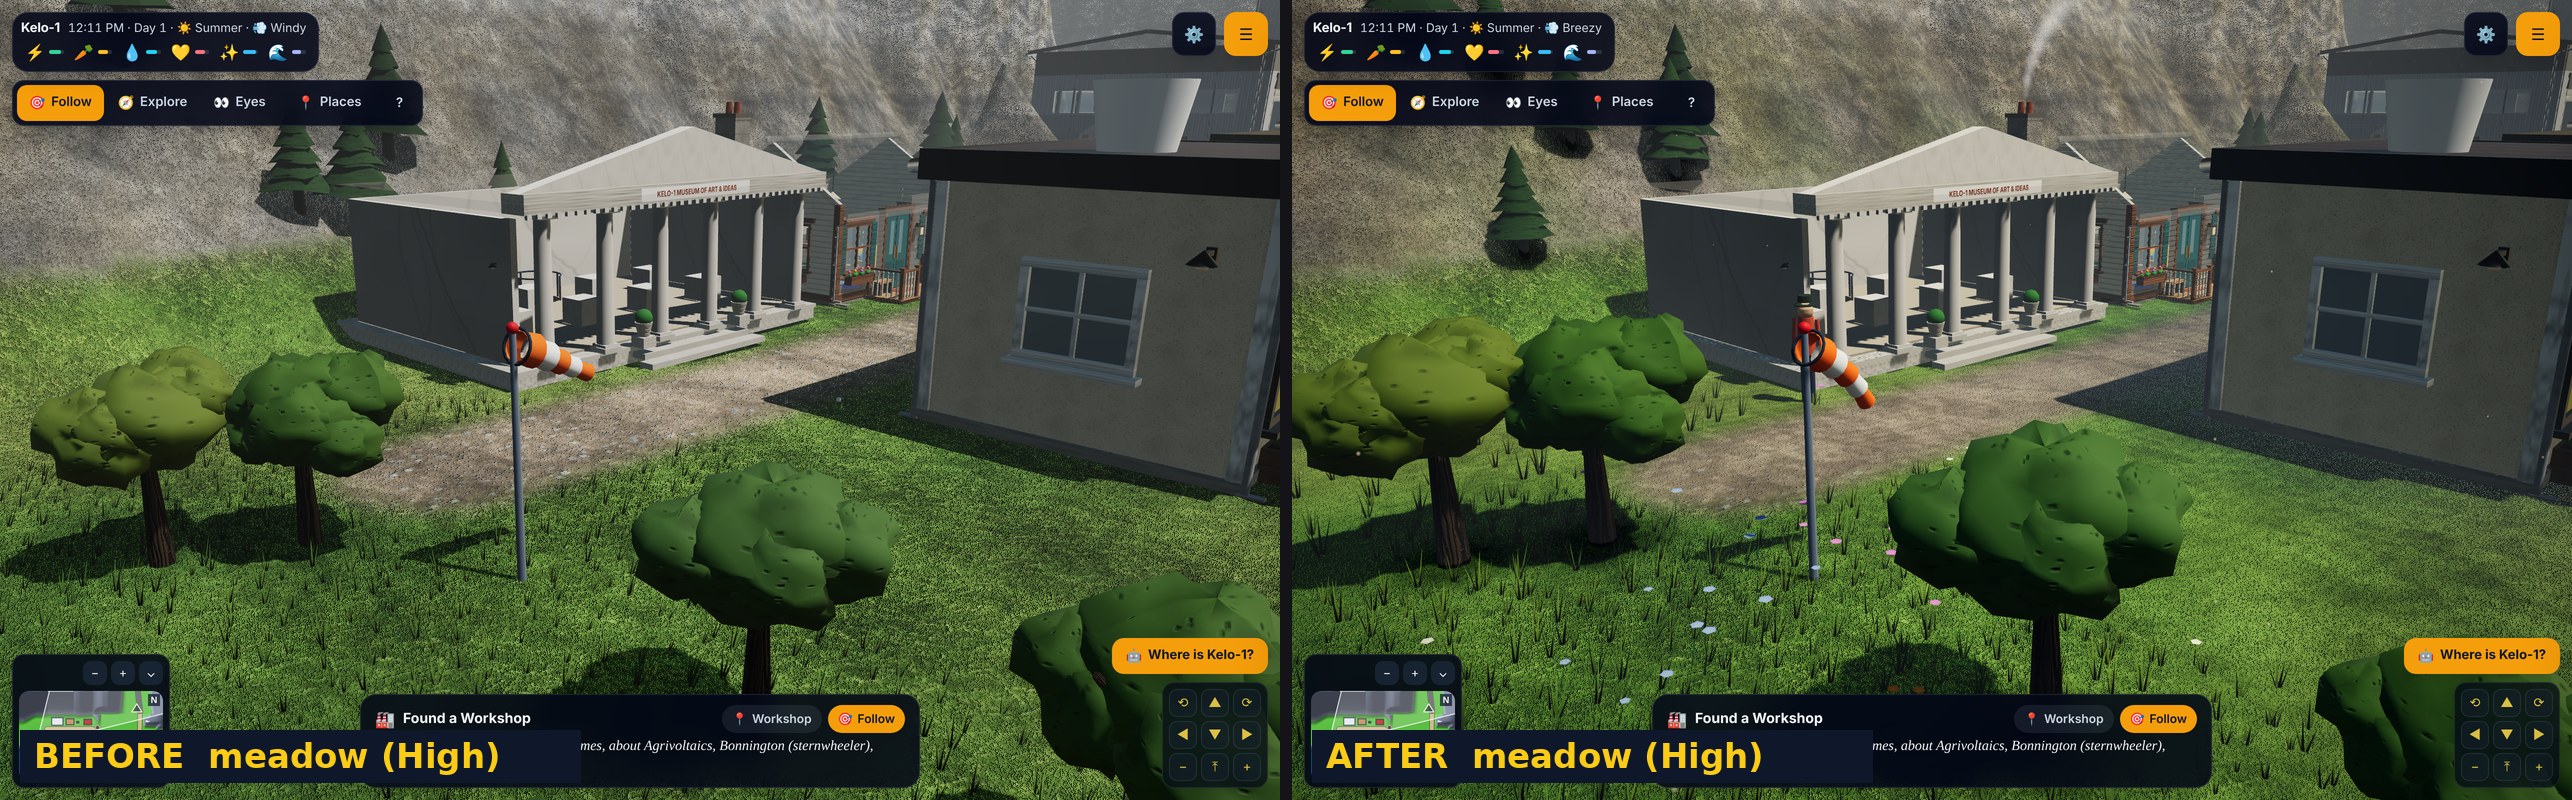 Kelo-1 12:11 PM · Day 1 · ☀️ Summer · 💨 Windy
Follow Explore Eyes Places ?
KELO-1 MUSEUM OF ART & IDEAS
Where is Kelo-1?
N
Found a Workshop
Workshop Follow
mes, about Agrivoltaics, Bonnington (sternwheeler),
BEFORE meadow (High)
Kelo-1 12:11 PM · Day 1 · ☀️ Summer · 💨 Breezy
Follow Explore Eyes Places ?
KELO-1 MUSEUM OF ART & IDEAS
Where is Kelo-1?
N
Found a Workshop
Workshop Follow
mes, about Agrivoltaics, Bonnington (sternwheeler),
AFTER meadow (High)